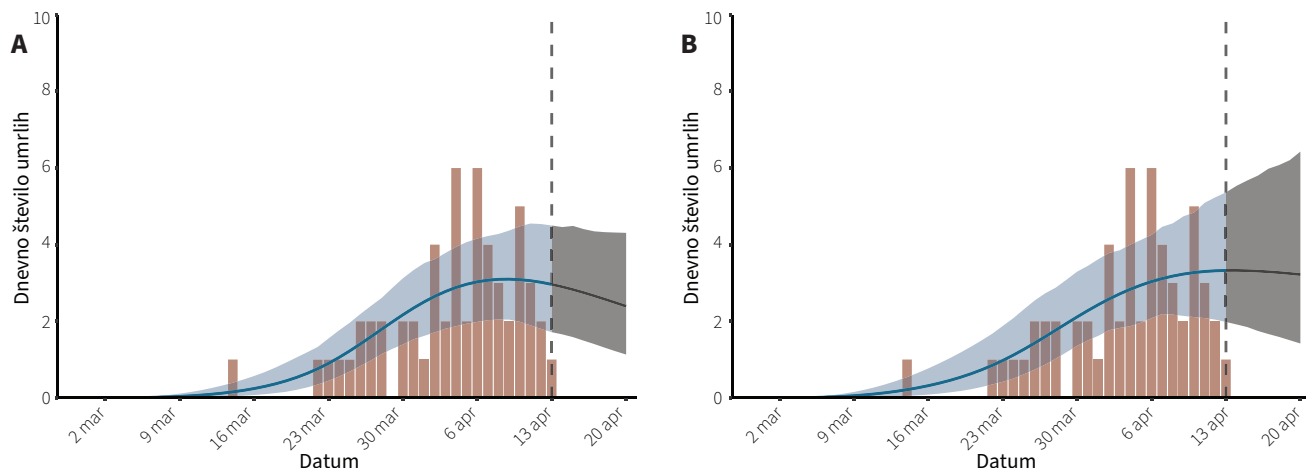 A
Dnevno število umrlih
10
8
6
4
2
0
2 mar
9 mar
16 mar
23 mar
30 mar
6 apr
13 apr
20 apr
Datum
B
Dnevno število umrlih
10
8
6
4
2
0
2 mar
9 mar
16 mar
23 mar
30 mar
6 apr
13 apr
20 apr
Datum